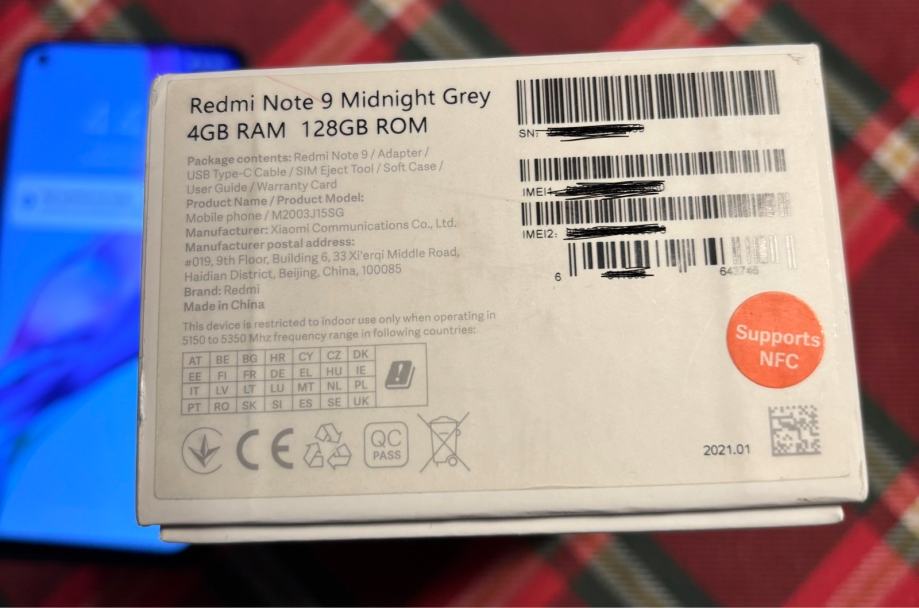 Redmi Note 9 Midnight Grey
4GB RAM 128GB ROM
Package contents: Redmi Note 9 / Adapter /
USB Type-C Cable / SIM Eject Tool / Soft Case /
User Guide / Warranty Card
Product Name / Product Model:
Mobile phone / M2003J15SG
Manufacturer: Xiaomi Communications Co., Ltd.
Manufacturer postal address:
#019, 9th Floor, Building 6, 33 Xi'erqi Middle Road,
Haidian District, Beijing, China, 100085
Brand: Redmi
Made in China
This device is restricted to indoor use only when operating in
5150 to 5350 Mhz frequency range in following countries:
AT BE BG HR CY CZ DK
EE FI FR DE EL HU IE
IT LV LT LU MT NL PL
PT RO SK SI ES SE UK
CE
QC
PASS
SN:
IMEI1:
IMEI2:
6
643746
Supports
NFC
2021.01